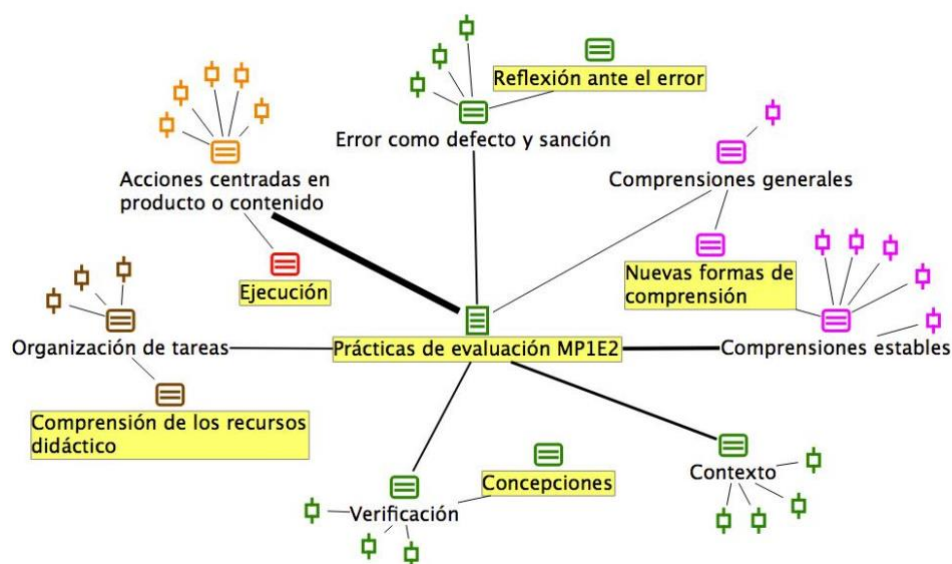 Reflexión ante el error
Error como defecto y sanción
Acciones centradas en
producto o contenido
Comprensiones generales
Ejecución
Nuevas formas de
comprensión
Organización de tareas
Prácticas de evaluación MP1E2
Comprensiones estables
Comprensión de los recursos
didáctico
Contexto
Concepciones
Verificación